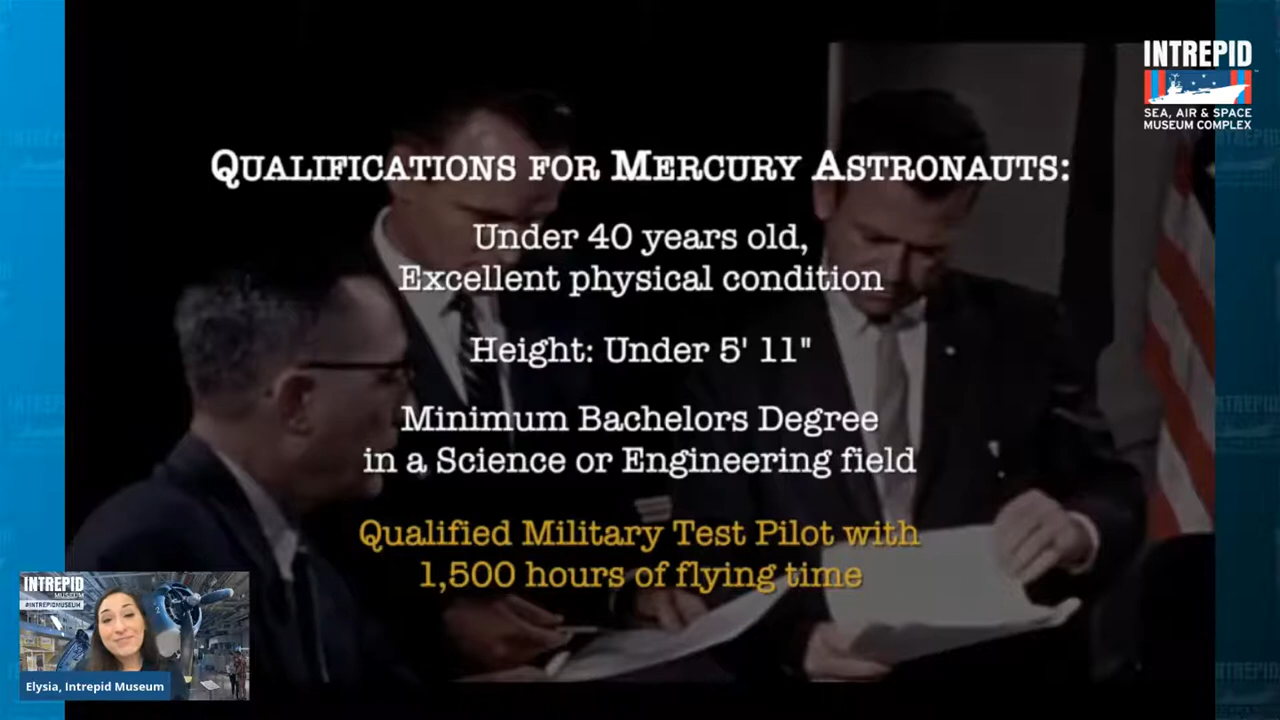 INTREPID
SEA, AIR & SPACE
MUSEUM COMPLEX
QUALIFICATIONS FOR MERCURY ASTRONAUTS:
Under 40 years old,
Excellent physical condition
Height: Under 5' 11"
Minimum Bachelors Degree
in a Science or Engineering field
Qualified Military Test Pilot with
1,500 hours of flying time
INTREPID
MUSEUM
#INTREPIDMUSEUM
Elysia, Intrepid Museum